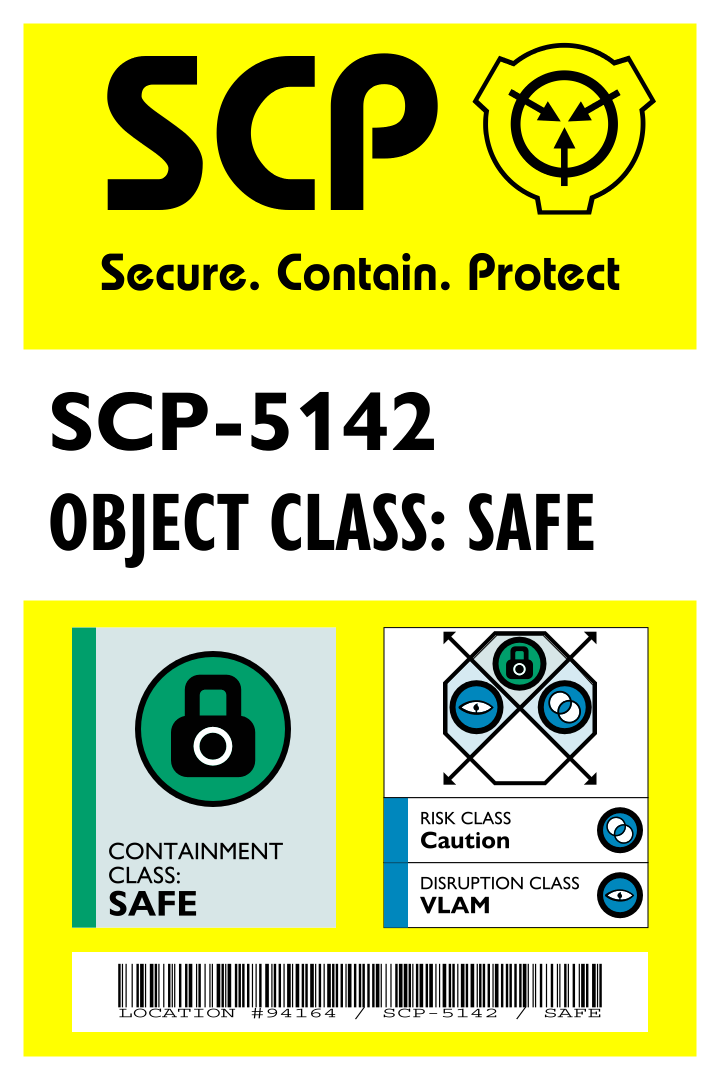 SCP
Secure. Contain. Protect
SCP-5142
OBJECT CLASS: SAFE
CONTAINMENT
CLASS:
SAFE
RISK CLASS
Caution
DISRUPTION CLASS
VLAM
LOCATION #94164 / SCP-5142 / SAFE